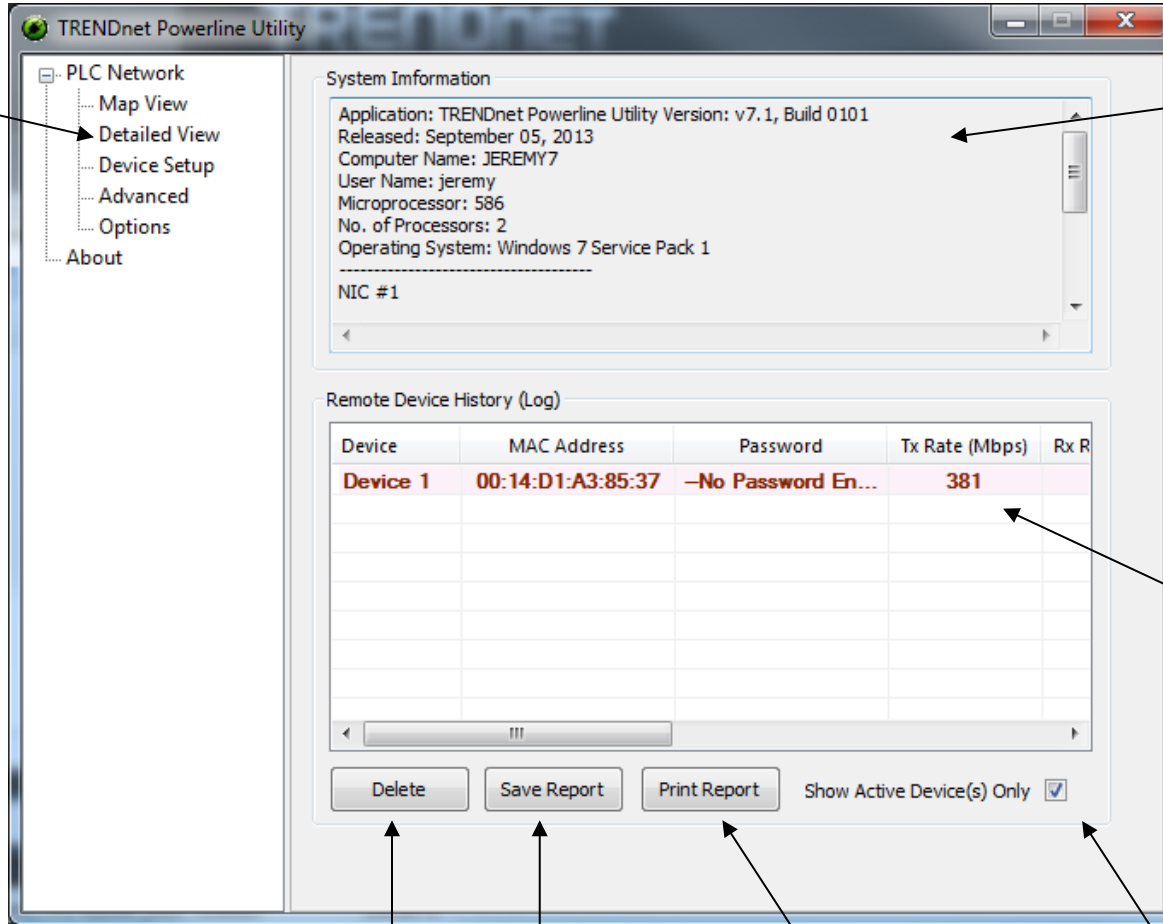 TRENDnet Powerline Utility
TRENDnet
PLC Network
Map View
Detailed View
Device Setup
Advanced
Options
About
System Imformation
Application: TRENDnet Powerline Utility Version: v7.1, Build 0101
Released: September 05, 2013
Computer Name: JEREMY7
User Name: jeremy
Microprocessor: 586
No. of Processors: 2
Operating System: Windows 7 Service Pack 1
-------------------------------------
NIC #1
Remote Device History (Log)
Device MAC Address Password Tx Rate (Mbps) Rx R
Device 1 00:14:D1:A3:85:37 –No Password En... 381
Delete Save Report Print Report Show Active Device(s) Only